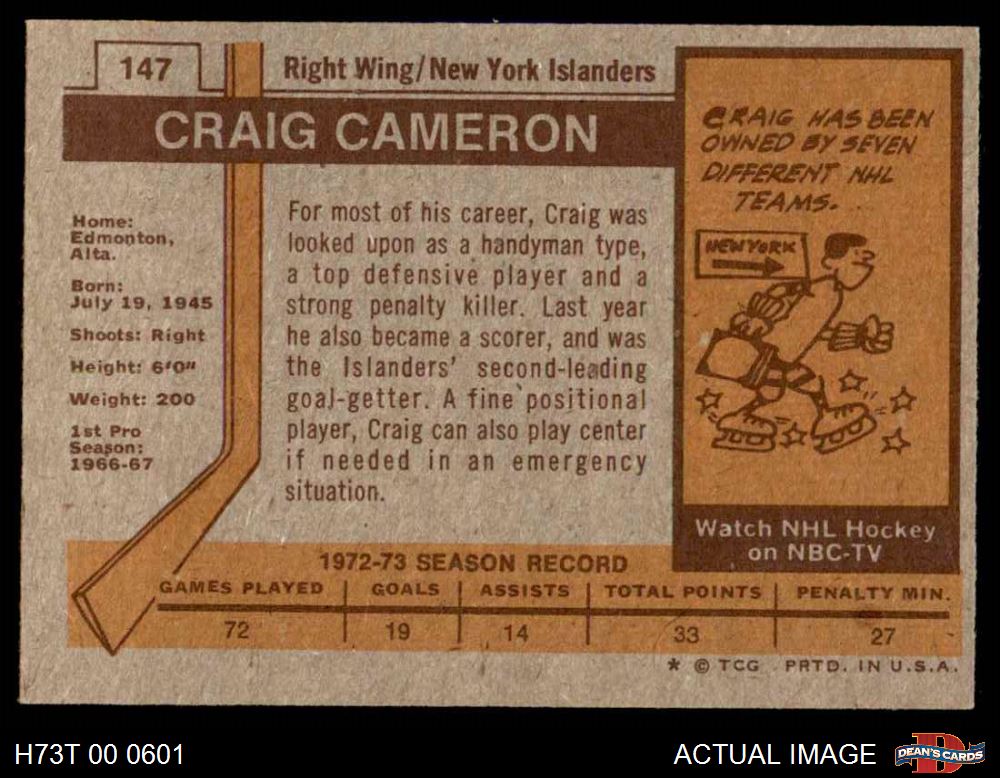 147
Right Wing/New York Islanders
CRAIG CAMERON
Home:
Edmonton,
Alta.
Born:
July 19, 1945
Shoots: Right
Height: 6'0"
Weight: 200
1st Pro
Season:
1966-67
For most of his career, Craig was
looked upon as a handyman type,
a top defensive player and a
strong penalty killer. Last year
he also became a scorer, and was
the Islanders' second-leading
goal-getter. A fine positional
player, Craig can also play center
if needed in an emergency
situation.
CRAIG HAS BEEN
OWNED BY SEVEN
DIFFERENT NHL
TEAMS.
NEW YORK
Watch NHL Hockey
on NBC-TV
1972-73 SEASON RECORD
GAMES PLAYED GOALS ASSISTS TOTAL POINTS PENALTY MIN.
72 19 14 33 27
* © TCG PRTD. IN U.S.A.
H73T 00 0601 ACTUAL IMAGE
D
DEAN'S CARDS